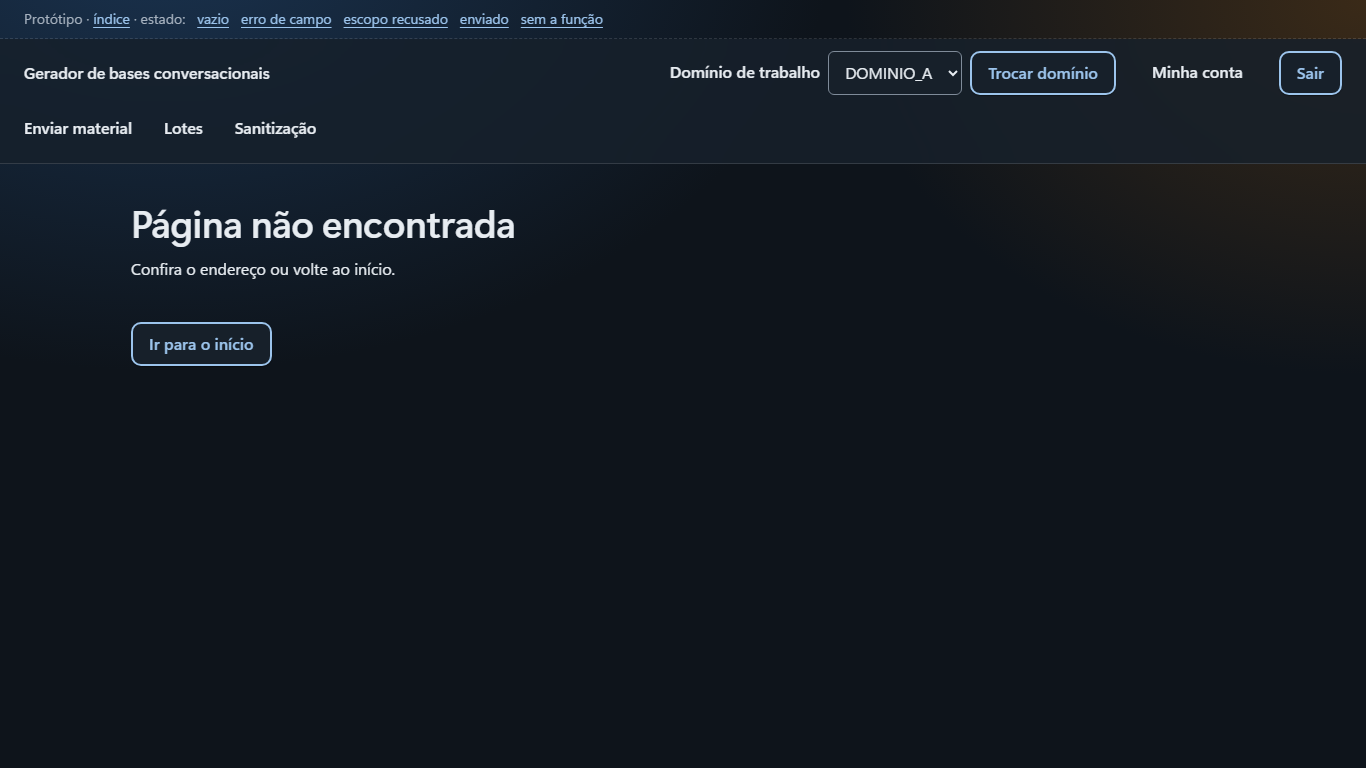 Protótipo · índice · estado: vazio erro de campo escopo recusado enviado sem a função
Gerador de bases conversacionais
Domínio de trabalho DOMINIO_A Trocar domínio Minha conta Sair
Enviar material Lotes Sanitização
Página não encontrada
Confira o endereço ou volte ao início.
Ir para o início